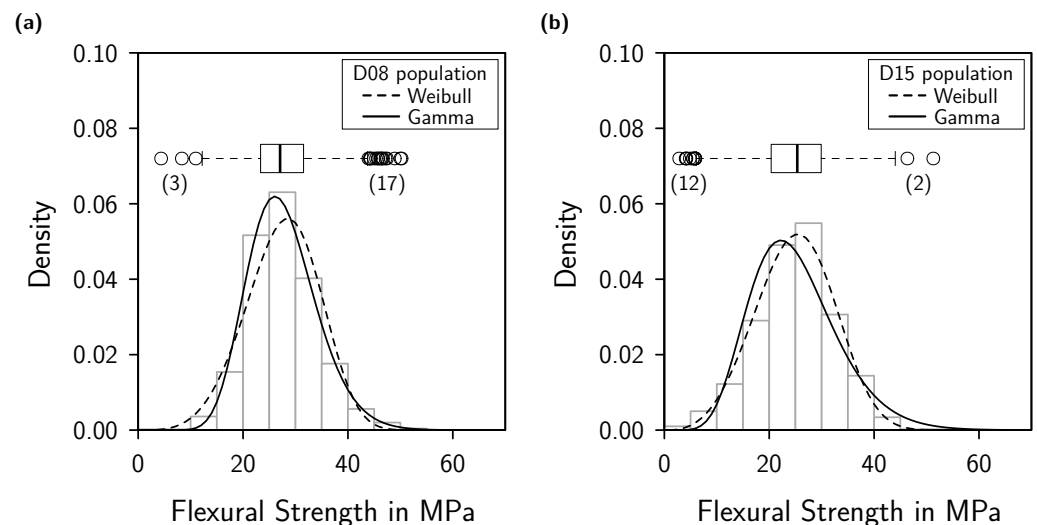 (a)
D08 population
Weibull
Gamma
(3)
(17)
0.10
0.08
0.06
0.04
0.02
0.00
Density
0
20
40
60
Flexural Strength in MPa
(b)
D15 population
Weibull
Gamma
(12)
(2)
0.10
0.08
0.06
0.04
0.02
0.00
Density
0
20
40
60
Flexural Strength in MPa